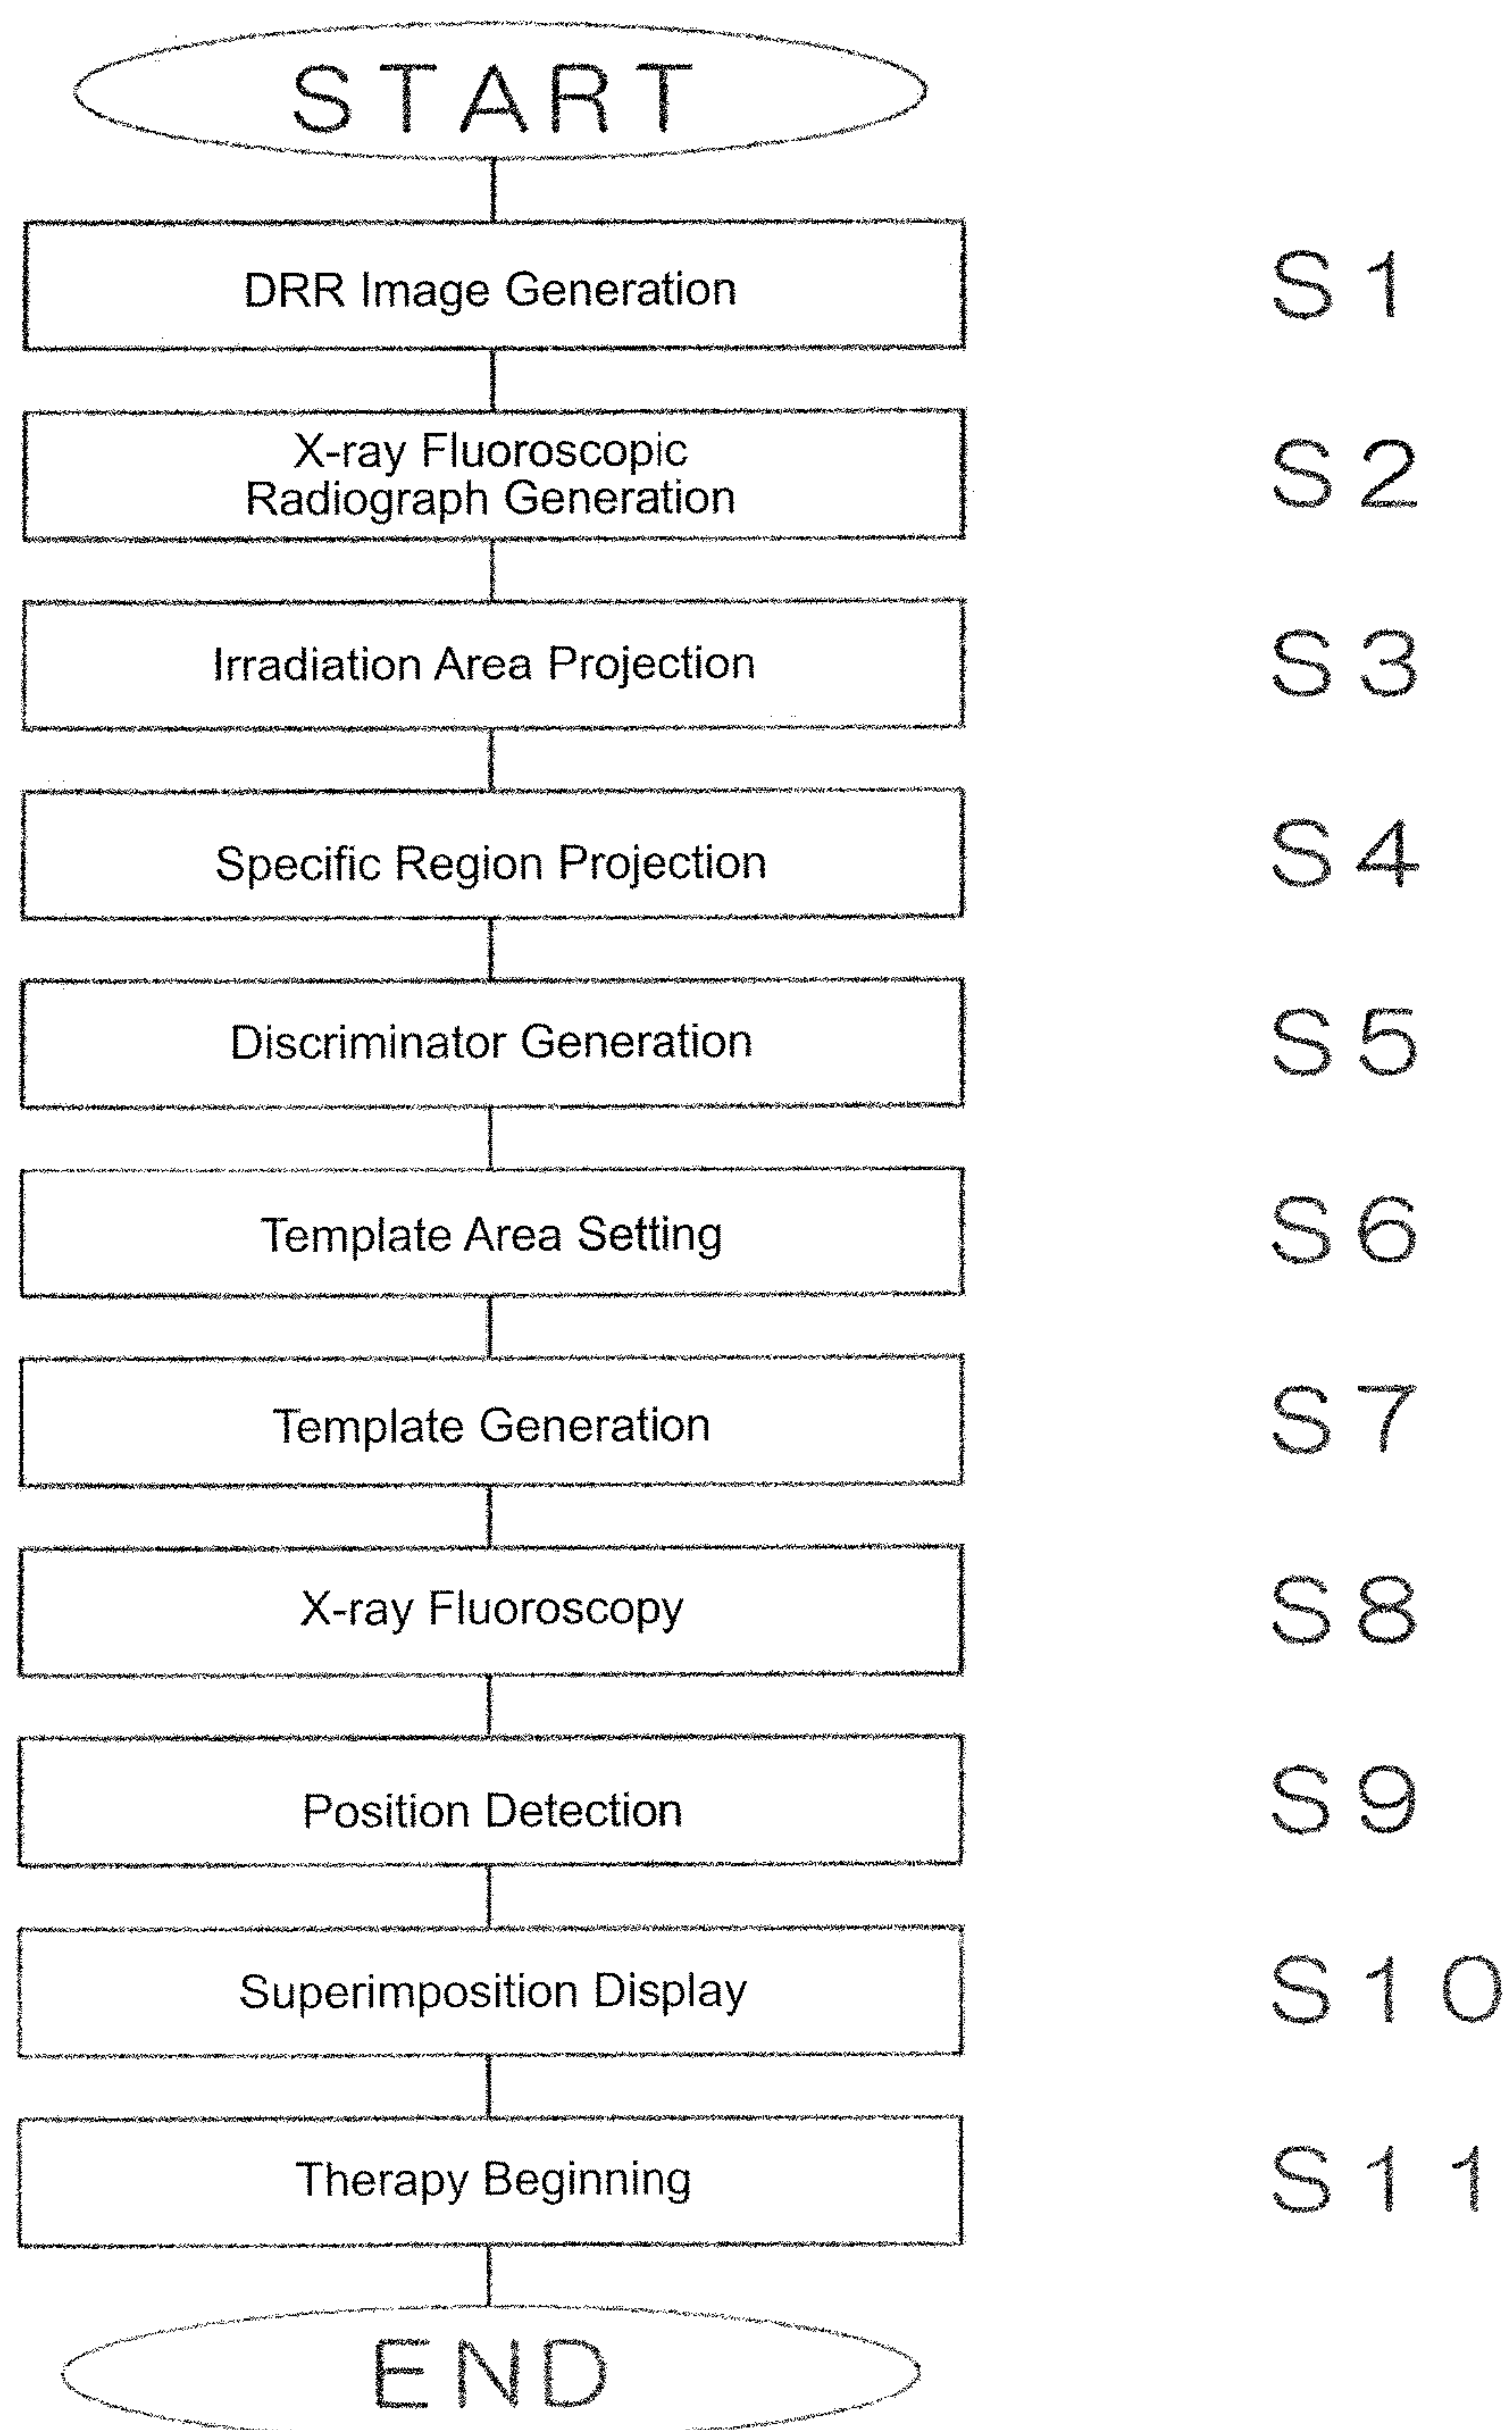 START
DRR Image Generation
S1
X-ray Fluoroscopic
Radiograph Generation
S2
Irradiation Area Projection
S3
Specific Region Projection
S4
Discriminator Generation
S5
Template Area Setting
S6
Template Generation
S7
X-ray Fluoroscopy
S8
Position Detection
S9
Superimposition Display
S10
Therapy Beginning
S11
END